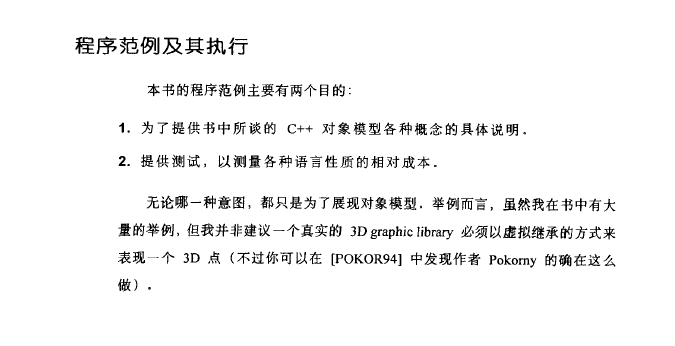 程序范例及其执行
本书的程序范例主要有两个目的:
1. 为了提供书中所谈的 C++ 对象模型各种概念的具体说明.
2. 提供测试, 以测量各种语言性质的相对成本.
无论哪一种意图, 都只是为了展现对象模型. 举例而言, 虽然我在书中有大
量的举例, 但我并非建议一个真实的 3D graphic library 必须以虚拟继承的方式来
表现一个 3D 点 (不过你可以在 [POKOR94] 中发现作者 Pokorny 的确在这么
做) .